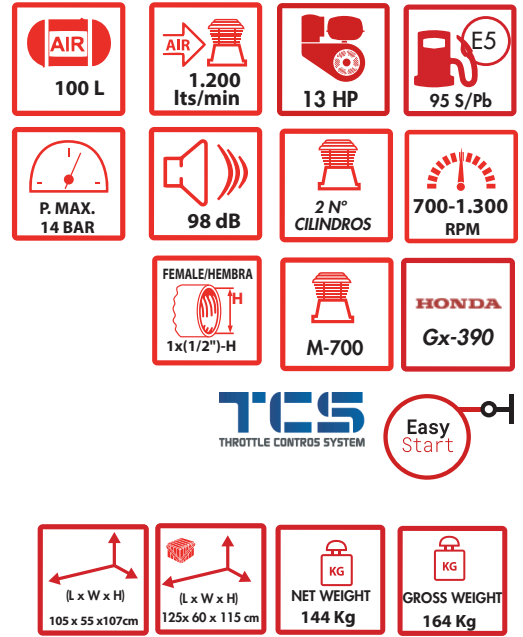 AIR
100 L
AIR
1.200
lts/min
13 HP
E5
95 S/Pb
P. MAX.
14 BAR
98 dB
2 Nº
CILINDROS
700-1.300
RPM
FEMALE/HEMBRA
H
1x(1/2")-H
M-700
HONDA
Gx-390
TCS
THROTTLE CONTROS SYSTEM
Easy
Start
(L x W x H)
105 x 55 x107cm
(L x W x H)
125x 60 x 115 cm
KG
NET WEIGHT
144 Kg
KG
GROSS WEIGHT
164 Kg